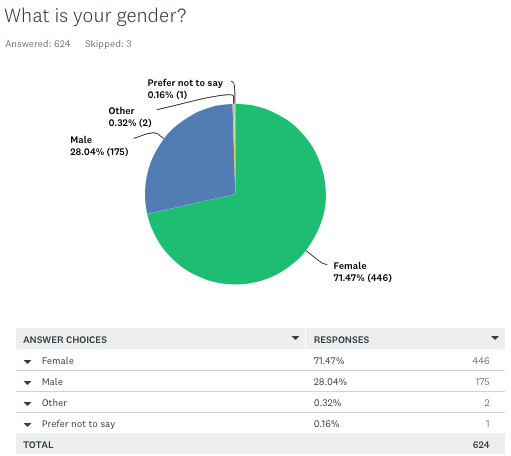 What is your gender?
Answered: 624 Skipped: 3
Prefer not to say
0.16% (1)
Other
0.32% (2)
Male
28.04% (175)
Female
71.47% (446)
ANSWER CHOICES RESPONSES
Female 71.47% 446
Male 28.04% 175
Other 0.32% 2
Prefer not to say 0.16% 1
TOTAL 624